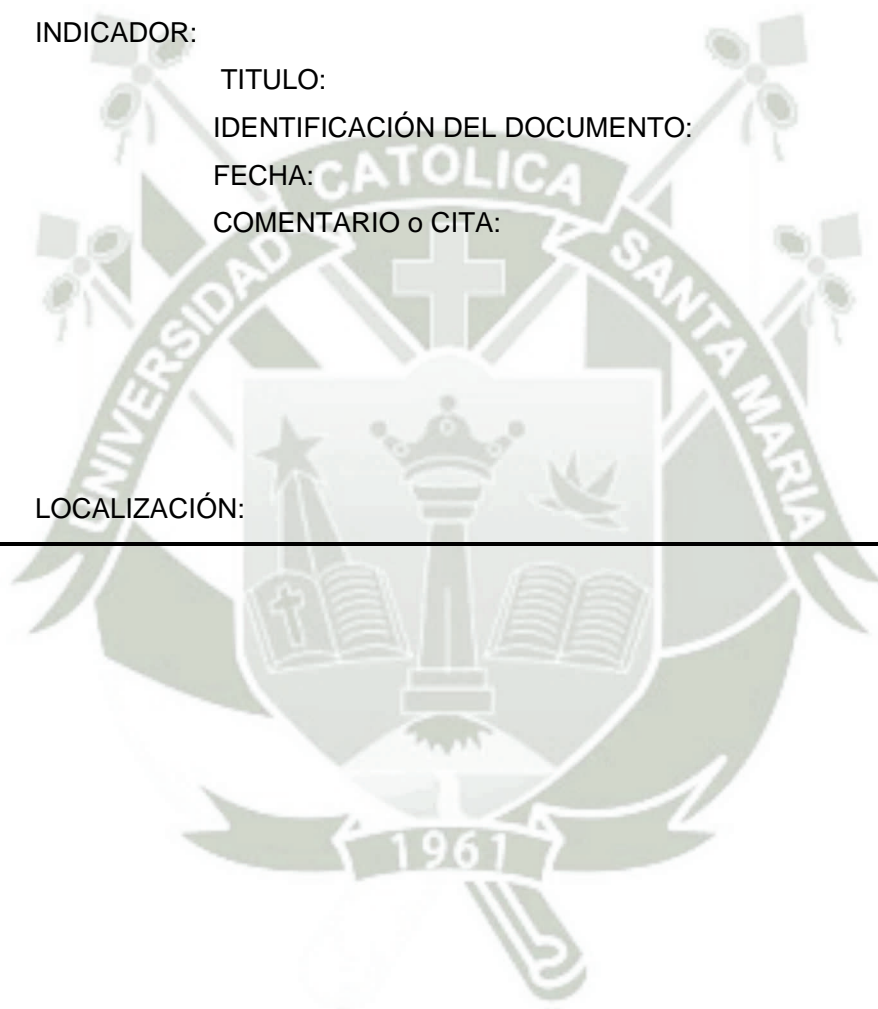 INDICADOR:
TITULO:
IDENTIFICACIÓN DEL DOCUMENTO:
FECHA:
COMENTARIO o CITA:
LOCALIZACIÓN:
UNIVERSIDAD CATOLICA SANTA MARIA
1961